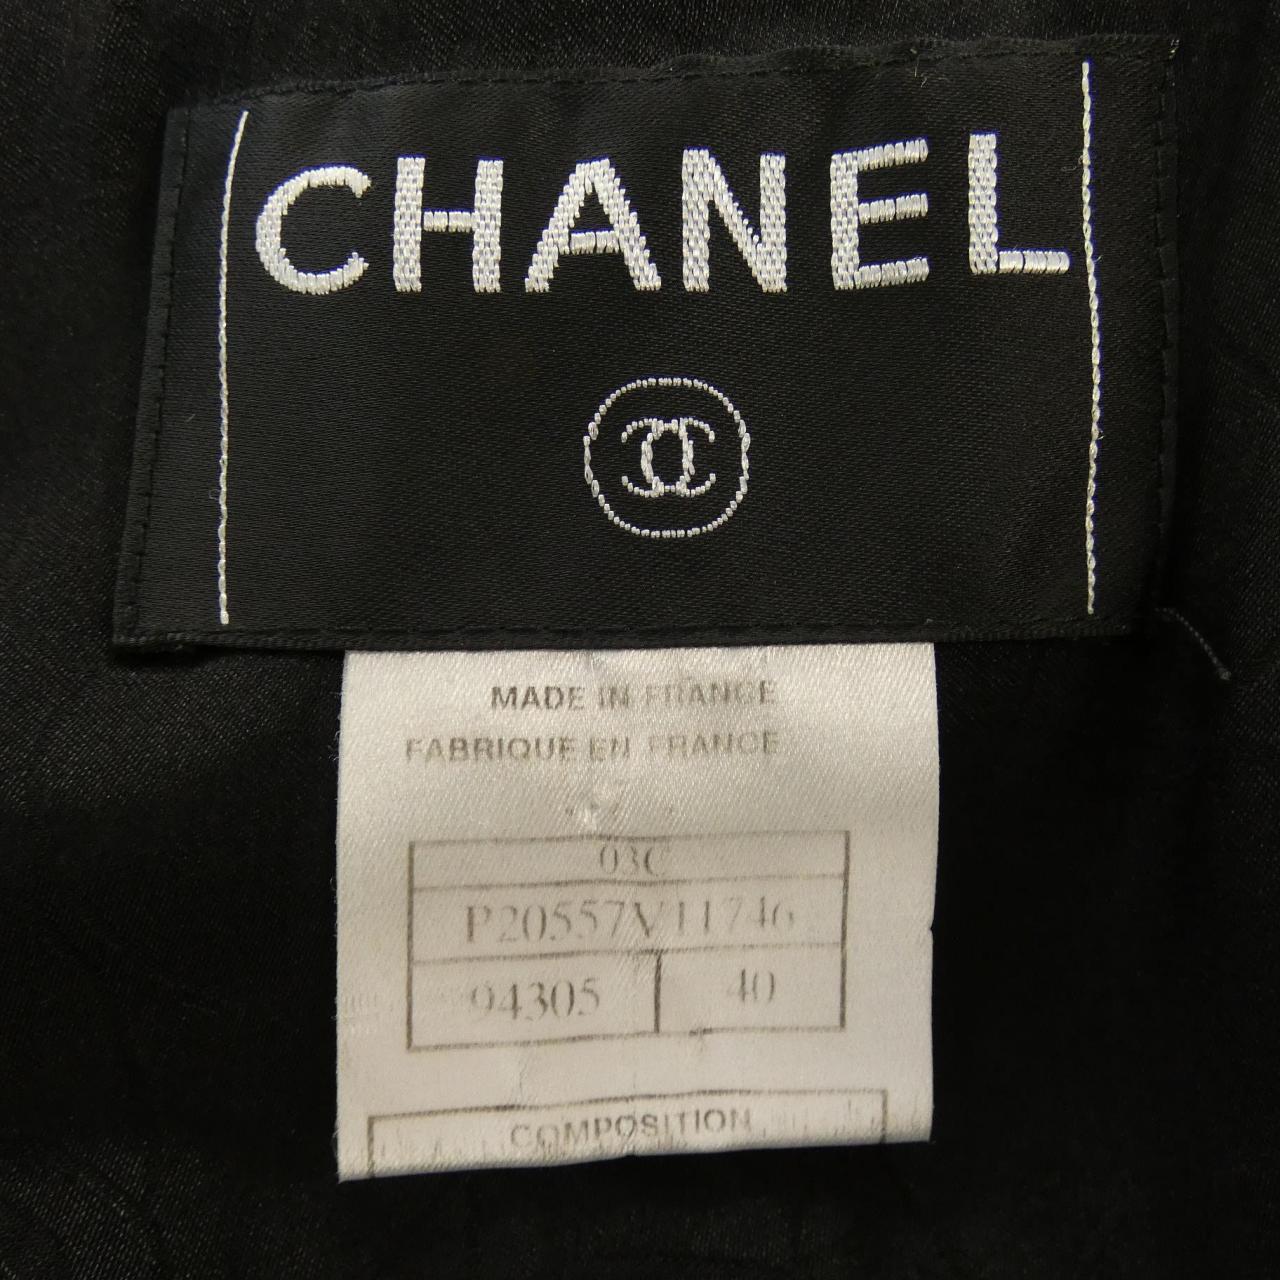 CHANEL
MADE IN FRANCE
FABRIQUE EN FRANCE
03C
P20557V11746
94305 40
COMPOSITION